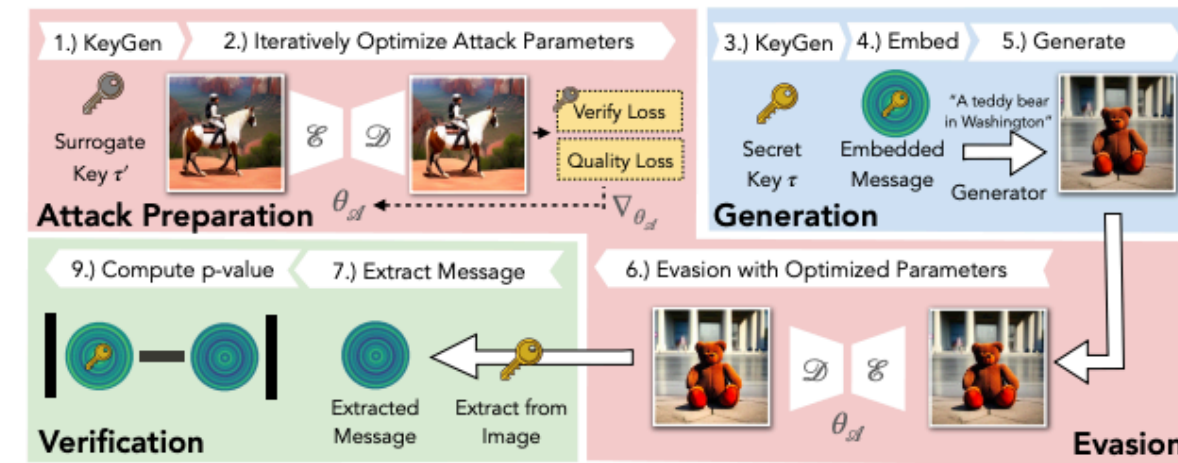 1.) KeyGen
2.) Iteratively Optimize Attack Parameters
Surrogate
Key τ′
ℰ
𝒟
Verify Loss
Quality Loss
θ𝒜
∇θ𝒜
Attack Preparation
3.) KeyGen
4.) Embed
5.) Generate
Secret
Key τ
Embedded
Message
"A teddy bear
in Washington"
Generator
Generation
6.) Evasion with Optimized Parameters
𝒟
ℰ
θ𝒜
Evasion
9.) Compute p-value
7.) Extract Message
Extracted
Message
Extract from
Image
Verification